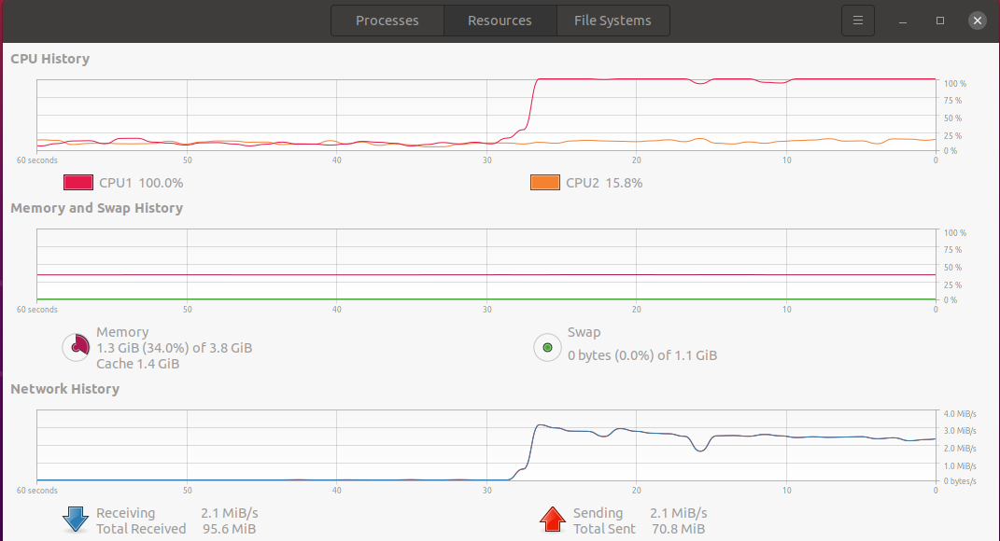 Processes Resources File Systems
CPU History
100 %
75 %
50 %
25 %
0 %
60 seconds 50 40 30 20 10 0
CPU1 100.0% CPU2 15.8%
Memory and Swap History
100 %
75 %
50 %
25 %
0 %
60 seconds 50 40 30 20 10 0
Memory
1.3 GiB (34.0%) of 3.8 GiB
Cache 1.4 GiB
Swap
0 bytes (0.0%) of 1.1 GiB
Network History
4.0 MiB/s
3.0 MiB/s
2.0 MiB/s
1.0 MiB/s
0 bytes/s
60 seconds 50 40 30 20 10 0
Receiving 2.1 MiB/s
Total Received 95.6 MiB
Sending 2.1 MiB/s
Total Sent 70.8 MiB